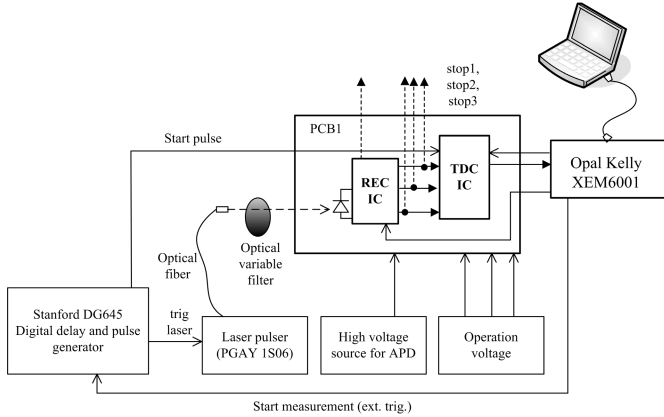 stop1,
stop2,
stop3
PCB1
Start pulse
REC
IC
TDC
IC
Opal Kelly
XEM6001
Optical
fiber
Optical
variable
filter
Stanford DG645
Digital delay and pulse
generator
trig
laser
Laser pulser
(PGAY 1S06)
High voltage
source for APD
Operation
voltage
Start measurement (ext. trig.)